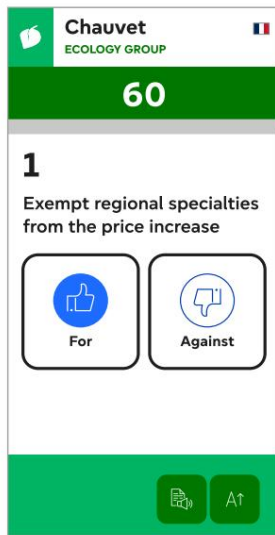 Chauvet
ECOLOGY GROUP
60
1
Exempt regional specialties
from the price increase
For
Against
A↑